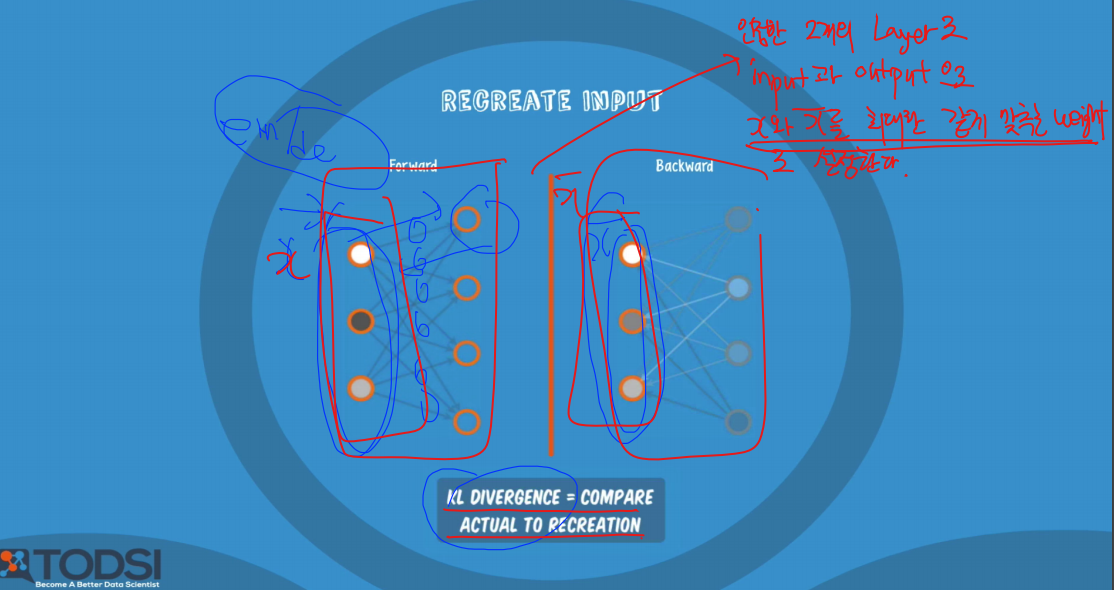 인접한 2개의 Layer로
input과 output으로
RECREATE INPUT
x와 x̄를 최대한 같게 맞추는 weight
로 설정한다.
en/de
Forward
Backward
x
x̄
KL DIVERGENCE = COMPARE
ACTUAL TO RECREATION
TODSI
Become A Better Data Scientist